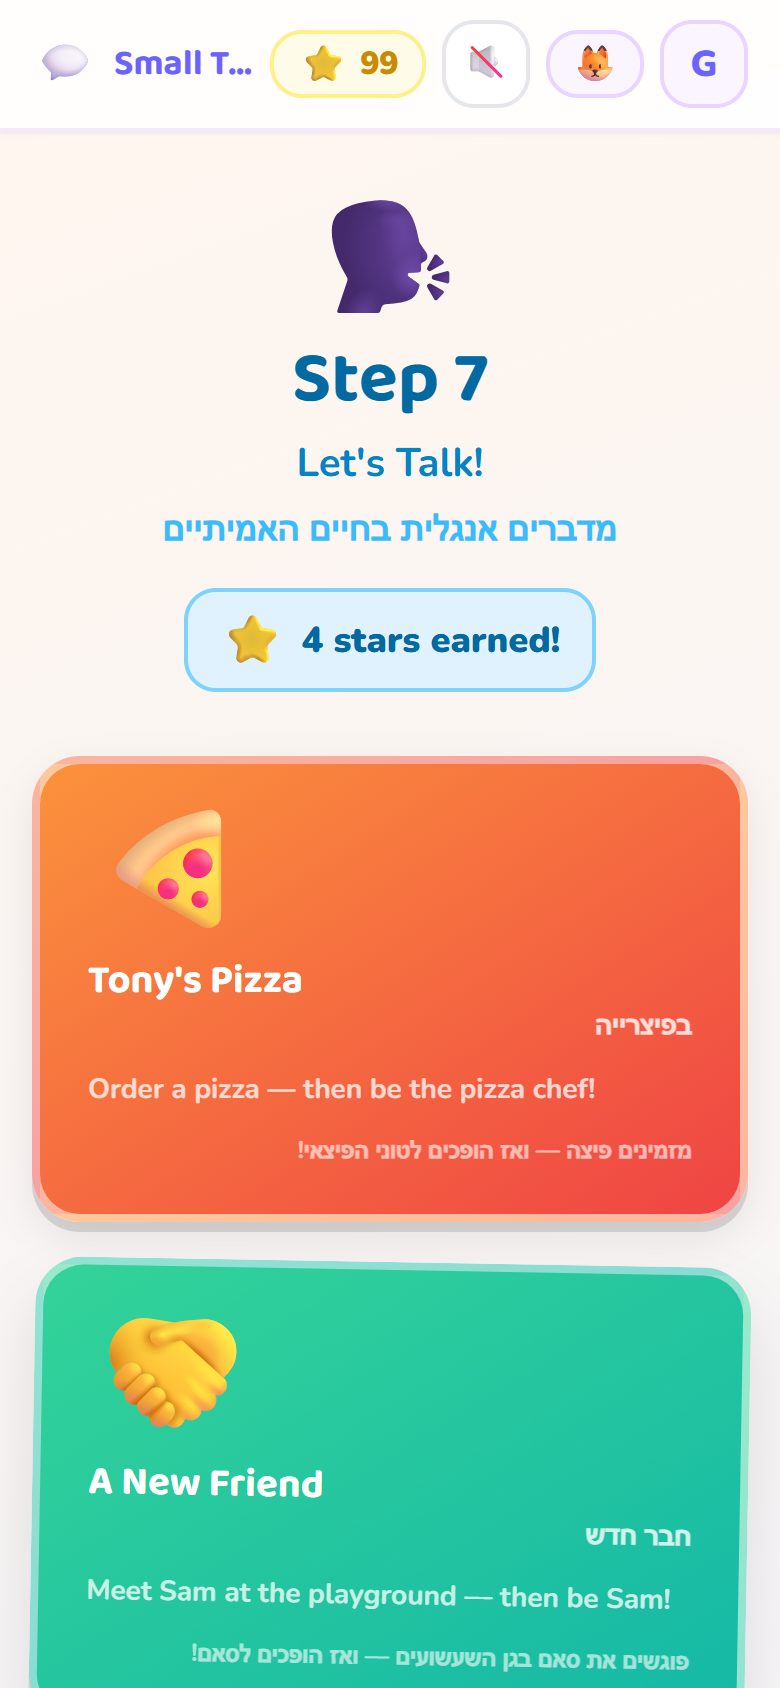 Small T...
99
G
Step 7
Let's Talk!
מדברים אנגלית בחיים האמיתיים
4 stars earned!
Tony's Pizza
בפיצרייה
Order a pizza — then be the pizza chef!
מזמינים פיצה — ואז הופכים לטוני הפיצאי!
A New Friend
חבר חדש
Meet Sam at the playground — then be Sam!
פוגשים את סאם בגן השעשועים — ואז הופכים לסאם!